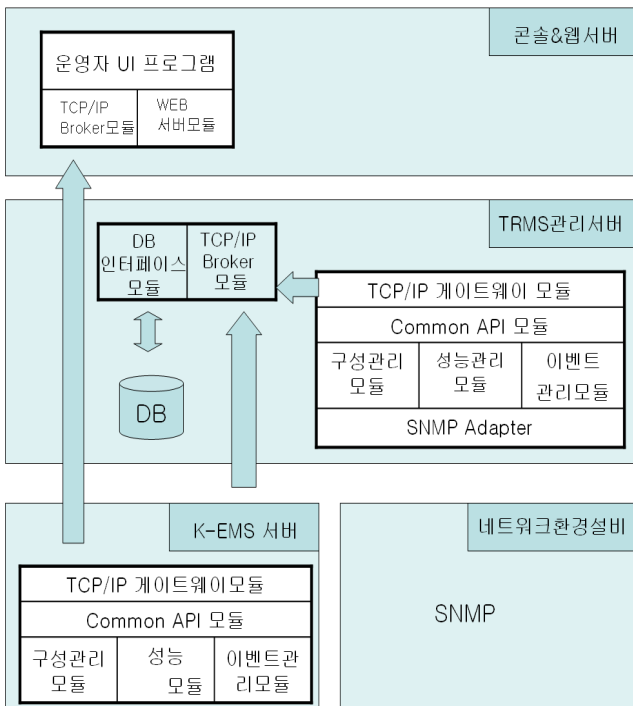 콘솔&웹서버
운영자 UI 프로그램
TCP/IP
Broker모듈
WEB
서버모듈
TRMS관리서버
DB
인터페이스
모듈
TCP/IP
Broker
모듈
TCP/IP 게이트웨이 모듈
Common API 모듈
구성관리
모듈
성능관리
모듈
이벤트
관리모듈
SNMP Adapter
DB
K-EMS 서버
TCP/IP 게이트웨이모듈
Common API 모듈
구성관리
모듈
성능
모듈
이벤트관
리모듈
네트워크환경설비
SNMP